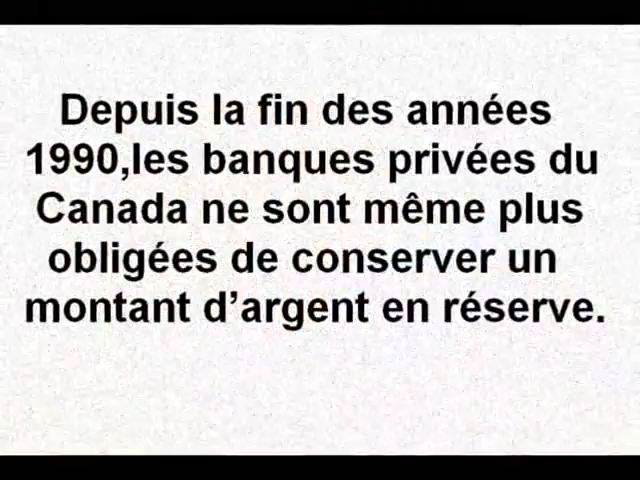 Depuis la fin des années
1990,les banques privées du
Canada ne sont même plus
obligées de conserver un
montant d’argent en réserve.